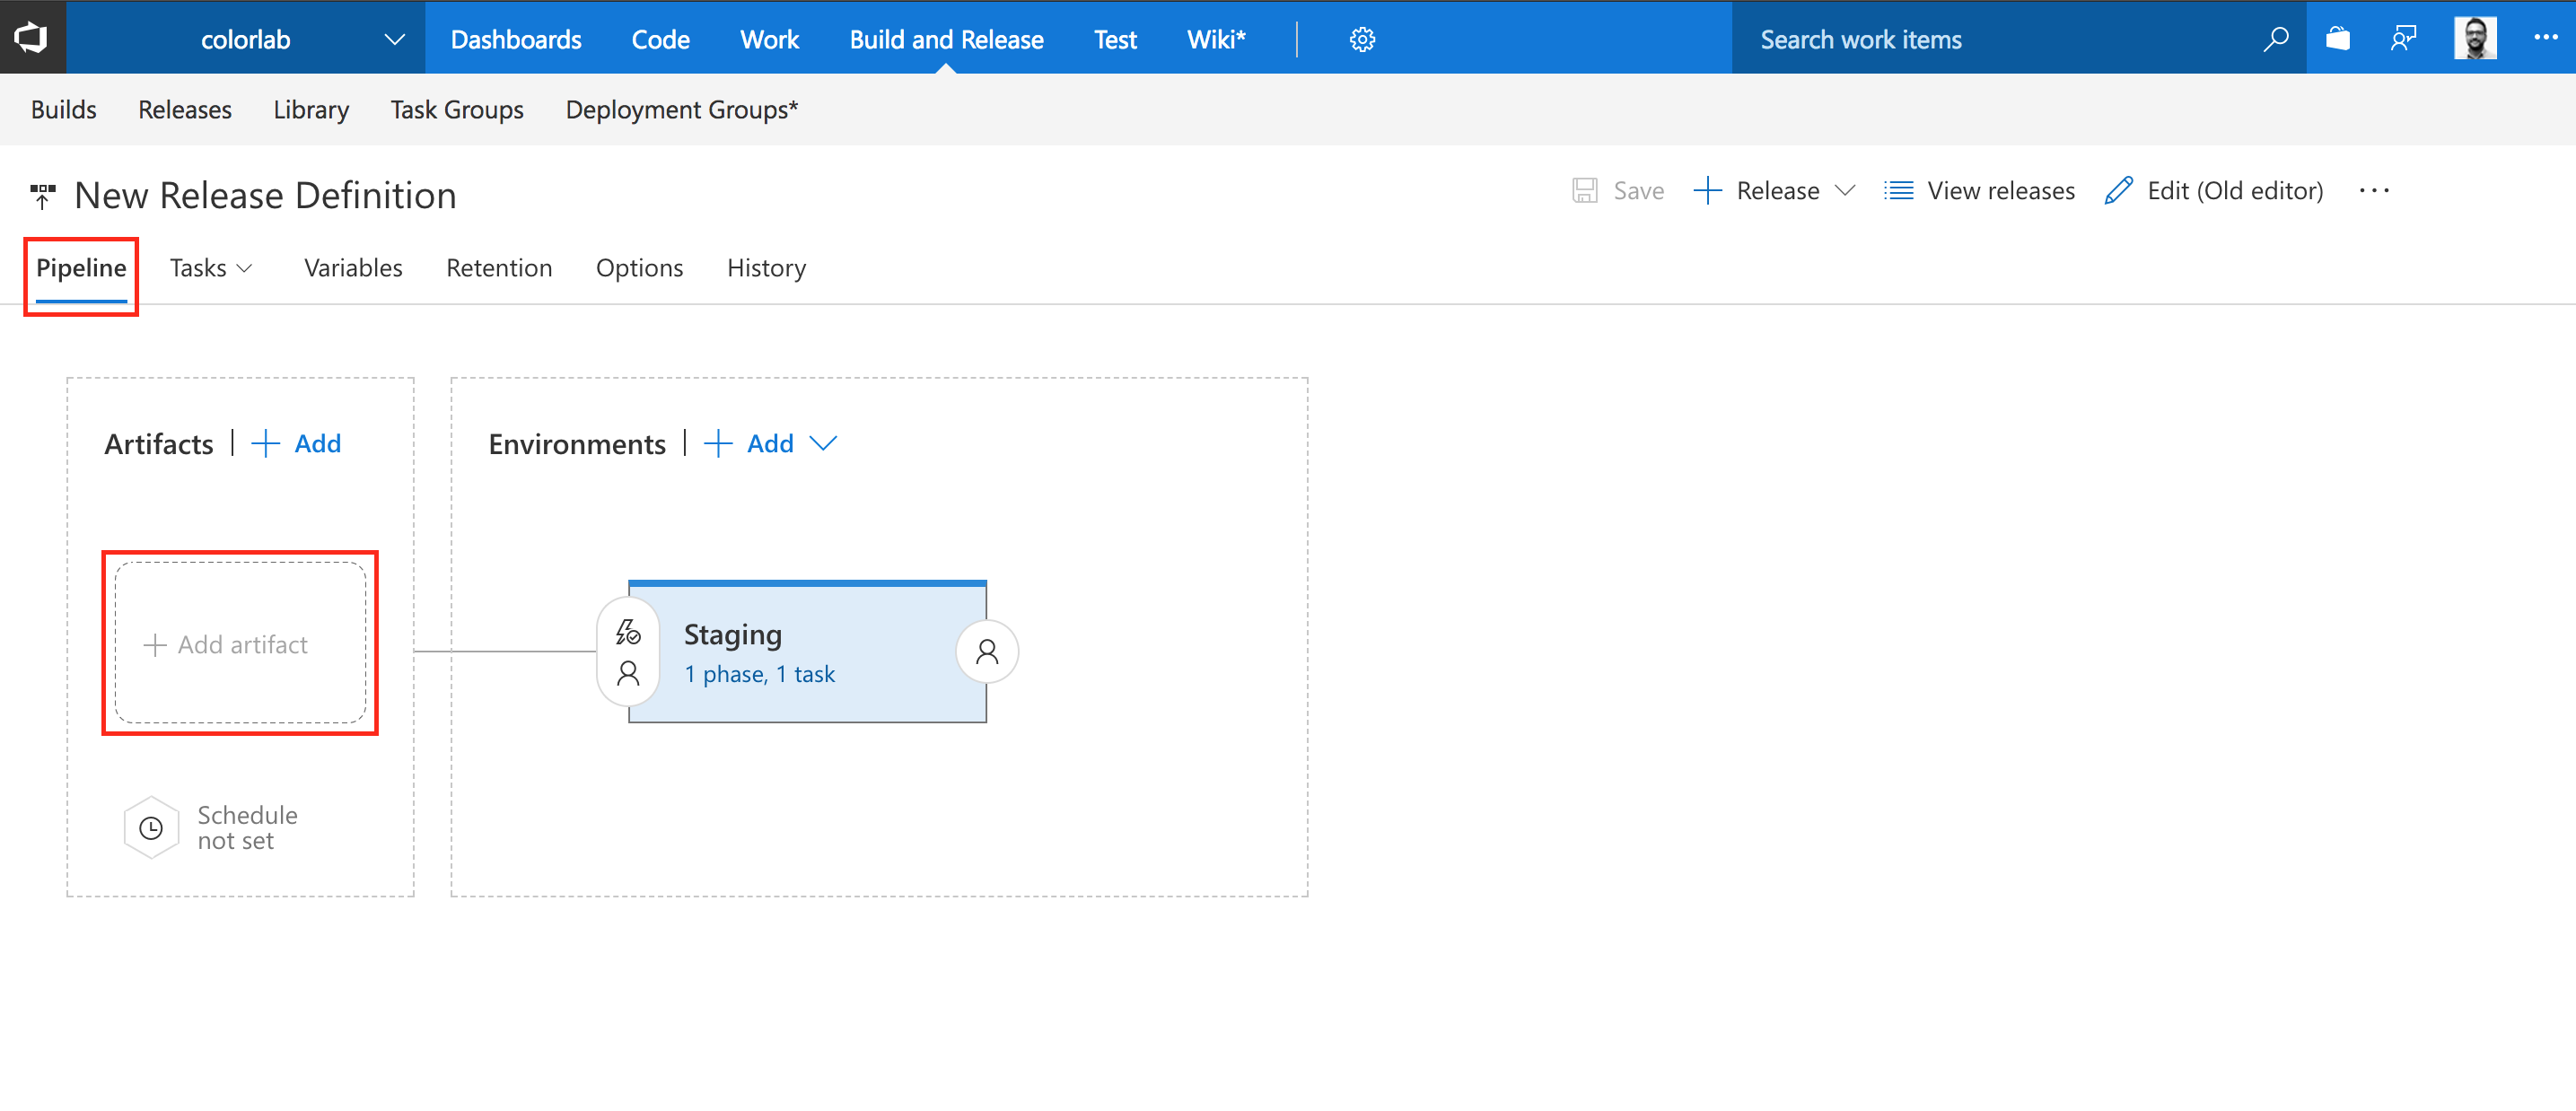 colorlab Dashboards Code Work Build and Release Test Wiki* Search work items
Builds Releases Library Task Groups Deployment Groups*
New Release Definition Save Release View releases Edit (Old editor) ...
Pipeline Tasks Variables Retention Options History
Artifacts | + Add
Environments | + Add
+ Add artifact
Staging
1 phase, 1 task
Schedule
not set